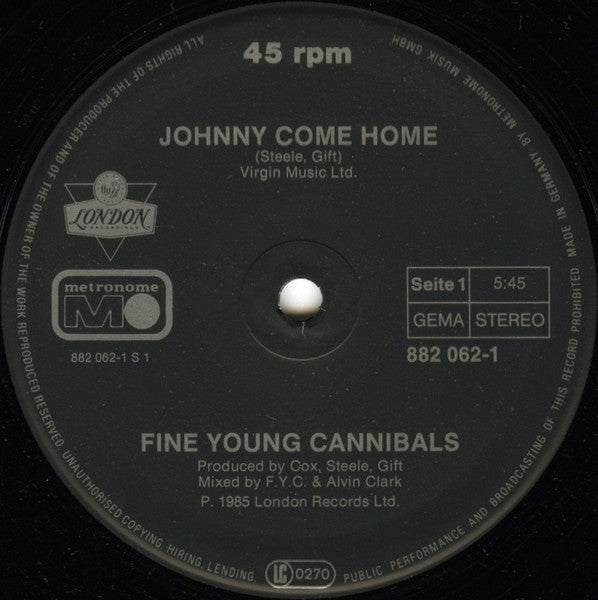 45 rpm
JOHNNY COME HOME
(Steele, Gift)
Virgin Music Ltd.
LONDON
RECORDINGS
metronome
882 062-1 S 1
Seite 1
5:45
GEMA
STEREO
882 062-1
FINE YOUNG CANNIBALS
Produced by Cox, Steele, Gift
Mixed by F.Y.C. & Alvin Clark
P. 1985 London Records Ltd.
ALL RIGHTS OF THE PRODUCER AND OF THE OWNER OF THE WORK REPRODUCED RESERVED. UNAUTHORISED COPYING, HIRING, LENDING, PUBLIC PERFORMANCE AND BROADCASTING OF THIS RECORD PROHIBITED. MADE IN GERMANY BY METRONOME MUSIK GMBH
LC 0270